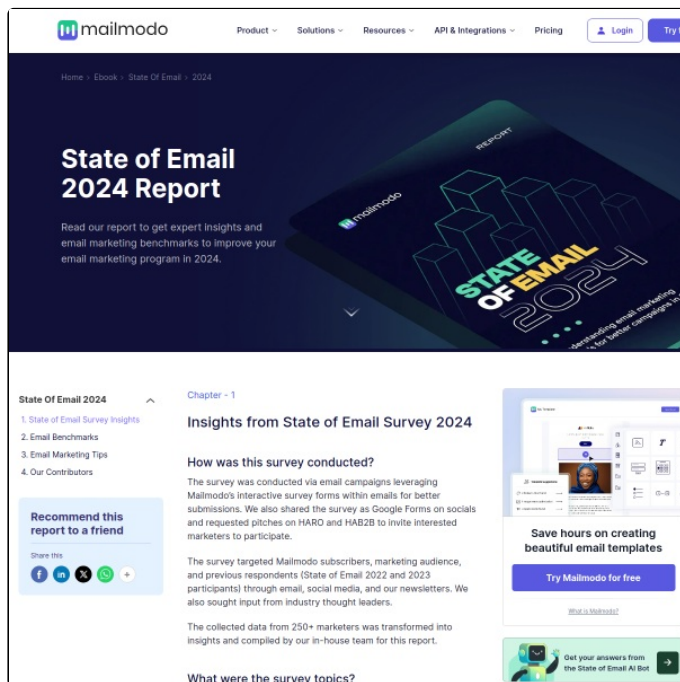 mailmodo
Product
Solutions
Resources
API & Integrations
Pricing
Login
Try
Home > Ebook > State Of Email > 2024
State of Email
2024 Report
Read our report to get expert insights and
email marketing benchmarks to improve your
email marketing program in 2024.
REPORT
mailmodo
STATE
OF EMAIL
2024
understanding email marketing
for better campaigns in
State Of Email 2024
1. State of Email Survey Insights
2. Email Benchmarks
3. Email Marketing Tips
4. Our Contributors
Recommend this
report to a friend
Share this
Chapter - 1
Insights from State of Email Survey 2024
How was this survey conducted?
The survey was conducted via email campaigns leveraging
Mailmodo's interactive survey forms within emails for better
submissions. We also shared the survey as Google Forms on socials
and requested pitches on HARO and HAB2B to invite interested
marketers to participate.
The survey targeted Mailmodo subscribers, marketing audience,
and previous respondents (State of Email 2022 and 2023
participants) through email, social media, and our newsletters. We
also sought input from industry thought leaders.
The collected data from 250+ marketers was transformed into
insights and compiled by our in-house team for this report.
What were the survey topics?
Save hours on creating
beautiful email templates
Try Mailmodo for free
What is Mailmodo?
Get your answers from
the State of Email AI Bot